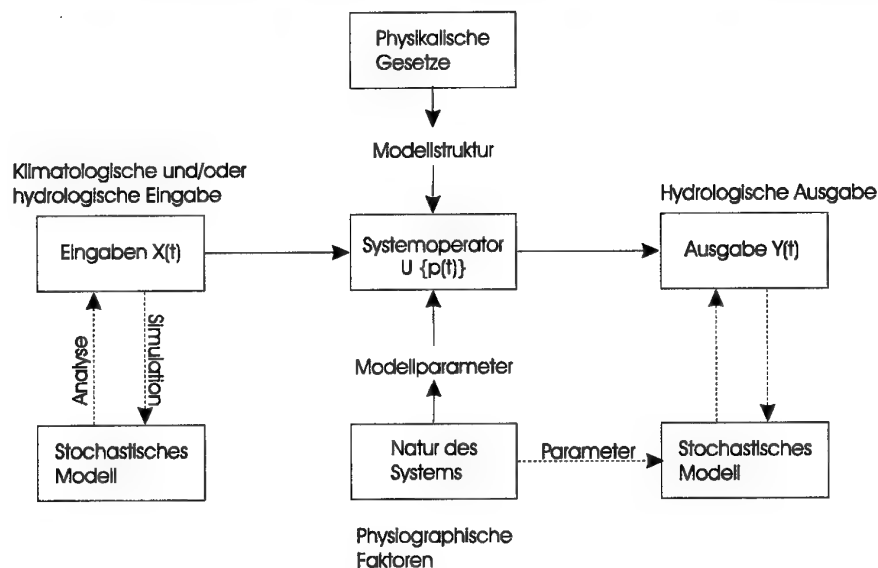 Physikalische
Gesetze
Modellstruktur
Klimatologische und/oder
hydrologische Eingabe
Hydrologische Ausgabe
Eingaben X(t)
Systemoperator
U {p(t)}
Ausgabe Y(t)
Analyse
Simulation
Modellparameter
Stochastisches
Modell
Natur des
Systems
Parameter
Stochastisches
Modell
Physiographische
Faktoren